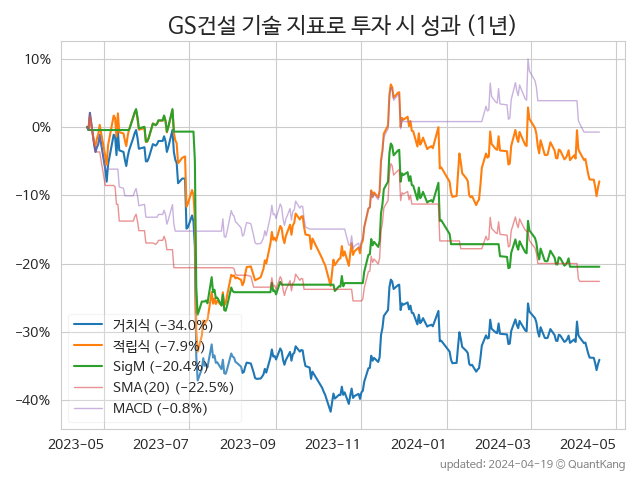 GS건설 기술 지표로 투자 시 성과 (1년)
10%
0%
−10%
−20%
−30%
−40%
거치식 (−34.0%)
적립식 (−7.9%)
SigM (−20.4%)
SMA(20) (−22.5%)
MACD (−0.8%)
2023-05 2023-07 2023-09 2023-11 2024-01 2024-03 2024-05
updated: 2024-04-19 © QuantKang